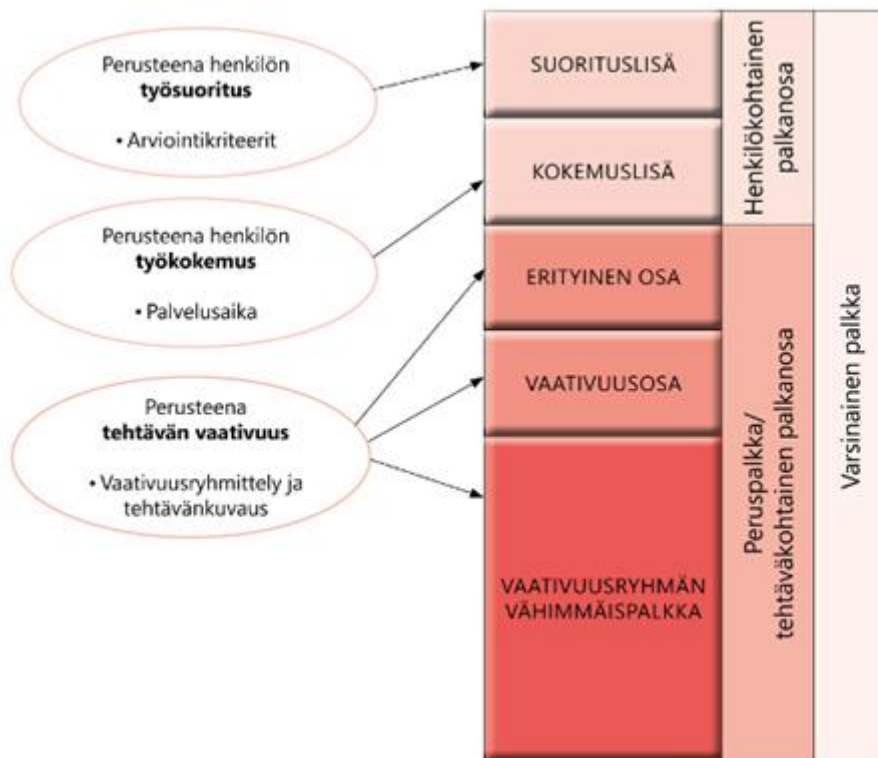 Perusteena henkilön
työsuoritus
• Arviointikriteerit
Perusteena henkilön
työkokemus
• Palvelusaika
Perusteena
tehtävän vaativuus
• Vaativuusryhmittely ja
tehtävänkuvaus
SUORITUSLISÄ
KOKEMUSLISÄ
ERITYINEN OSA
VAATIVUUSOSA
VAATIVUUSRYHMÄN
VÄHIMMÄISPALKKA
Henkilökohtainen
palkanosa
Peruspalkka/
tehtäväkohtainen palkanosa
Varsinainen palkka